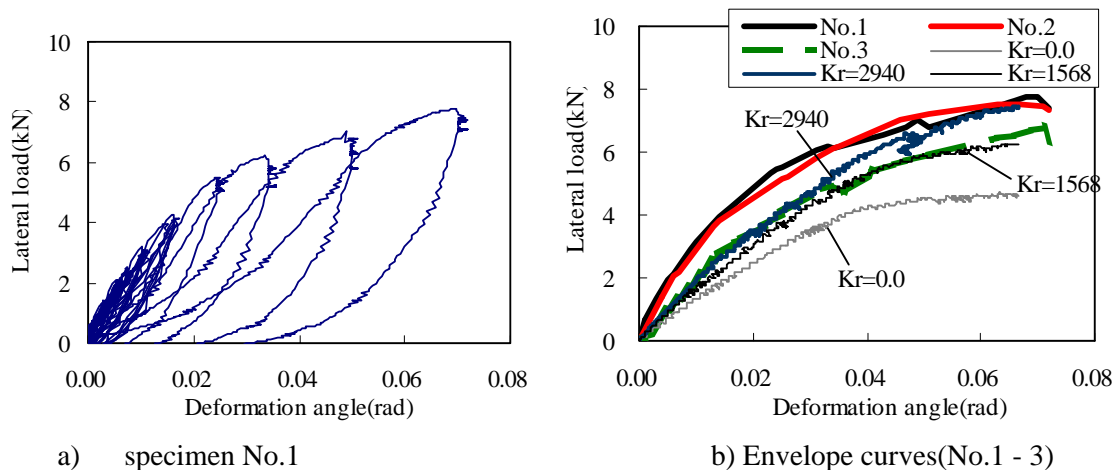 10
8
6
4
2
0
Lateral load(kN)
0.00 0.02 0.04 0.06 0.08
Deformation angle(rad)
a) specimen No.1
No.1 No.2
No.3 Kr=0.0
Kr=2940 Kr=1568
10
8
6
4
2
0
Lateral load(kN)
Kr=2940
Kr=1568
Kr=0.0
0.00 0.02 0.04 0.06 0.08
Deformation angle(rad)
b) Envelope curves(No.1 - 3)